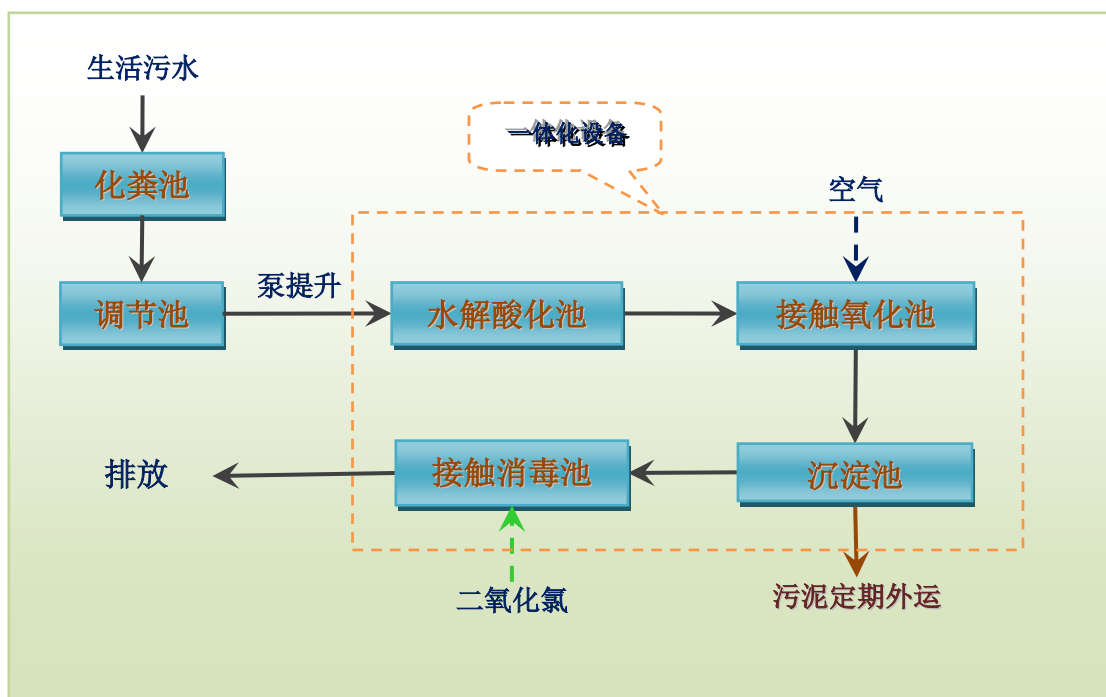 生活污水
一体化设备
化粪池
空气
泵提升
调节池
水解酸化池
接触氧化池
排放
接触消毒池
沉淀池
二氧化氯
污泥定期外运